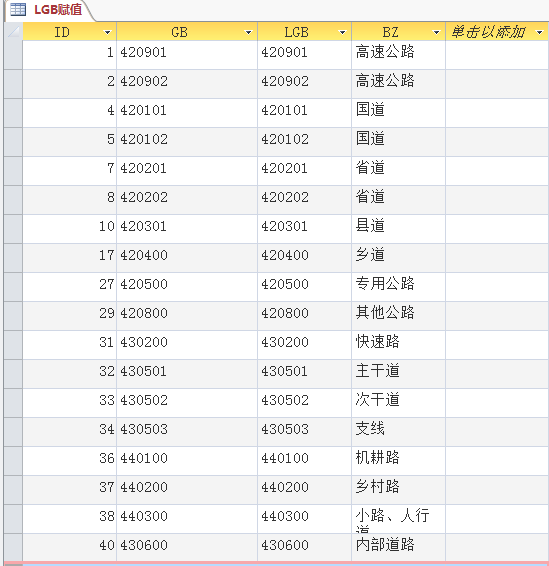 LGB赋值
ID GB LGB BZ 单击以添加
1 420901 420901 高速公路
2 420902 420902 高速公路
4 420101 420101 国道
5 420102 420102 国道
7 420201 420201 省道
8 420202 420202 省道
10 420301 420301 县道
17 420400 420400 乡道
27 420500 420500 专用公路
29 420800 420800 其他公路
31 430200 430200 快速路
32 430501 430501 主干道
33 430502 430502 次干道
34 430503 430503 支线
36 440100 440100 机耕路
37 440200 440200 乡村路
38 440300 440300 小路、人行
道
40 430600 430600 内部道路